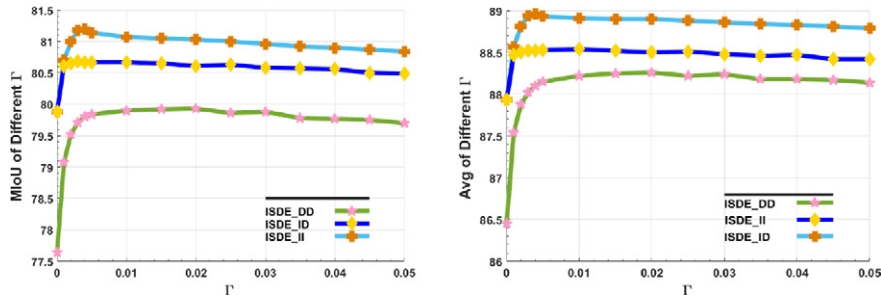 MIoU of Different Γ
81.5
81
80.5
80
79.5
79
78.5
78
77.5
ISDE_DD
ISDE_ID
ISDE_II
0 0.01 0.02 0.03 0.04 0.05
Γ
Avg of Different Γ
89
88.5
88
87.5
87
86.5
86
ISDE_DD
ISDE_II
ISDE_ID
0 0.01 0.02 0.03 0.04 0.05
Γ